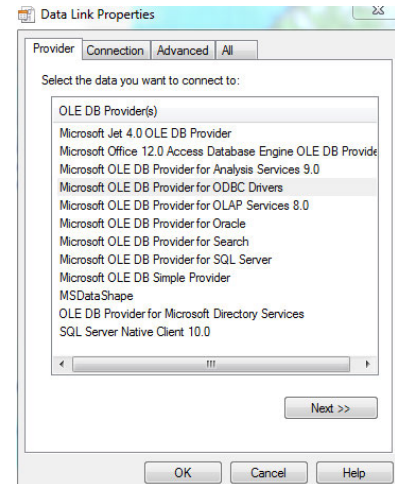 Data Link Properties
Provider Connection Advanced All
Select the data you want to connect to:
OLE DB Provider(s)
Microsoft Jet 4.0 OLE DB Provider
Microsoft Office 12.0 Access Database Engine OLE DB Provide
Microsoft OLE DB Provider for Analysis Services 9.0
Microsoft OLE DB Provider for ODBC Drivers
Microsoft OLE DB Provider for OLAP Services 8.0
Microsoft OLE DB Provider for Oracle
Microsoft OLE DB Provider for Search
Microsoft OLE DB Provider for SQL Server
Microsoft OLE DB Simple Provider
MSDataShape
OLE DB Provider for Microsoft Directory Services
SQL Server Native Client 10.0
Next >>
OK Cancel Help